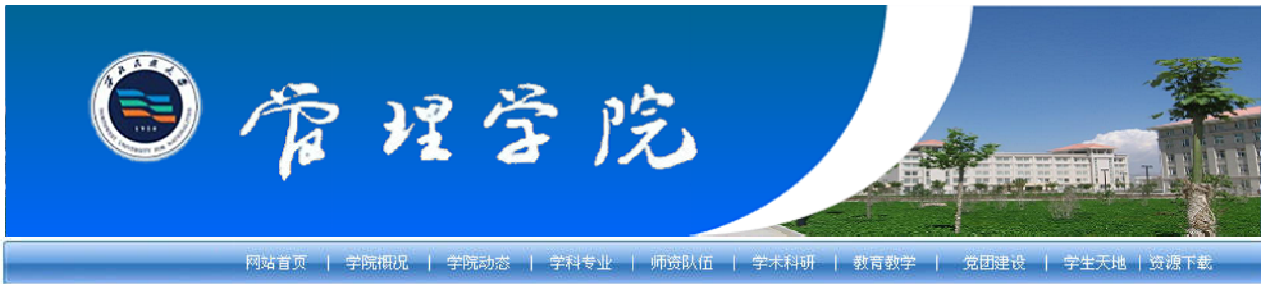 管理学院
网站首页 | 学院概况 | 学院动态 | 学科专业 | 师资队伍 | 学术科研 | 教育教学 | 党团建设 | 学生天地 | 资源下载